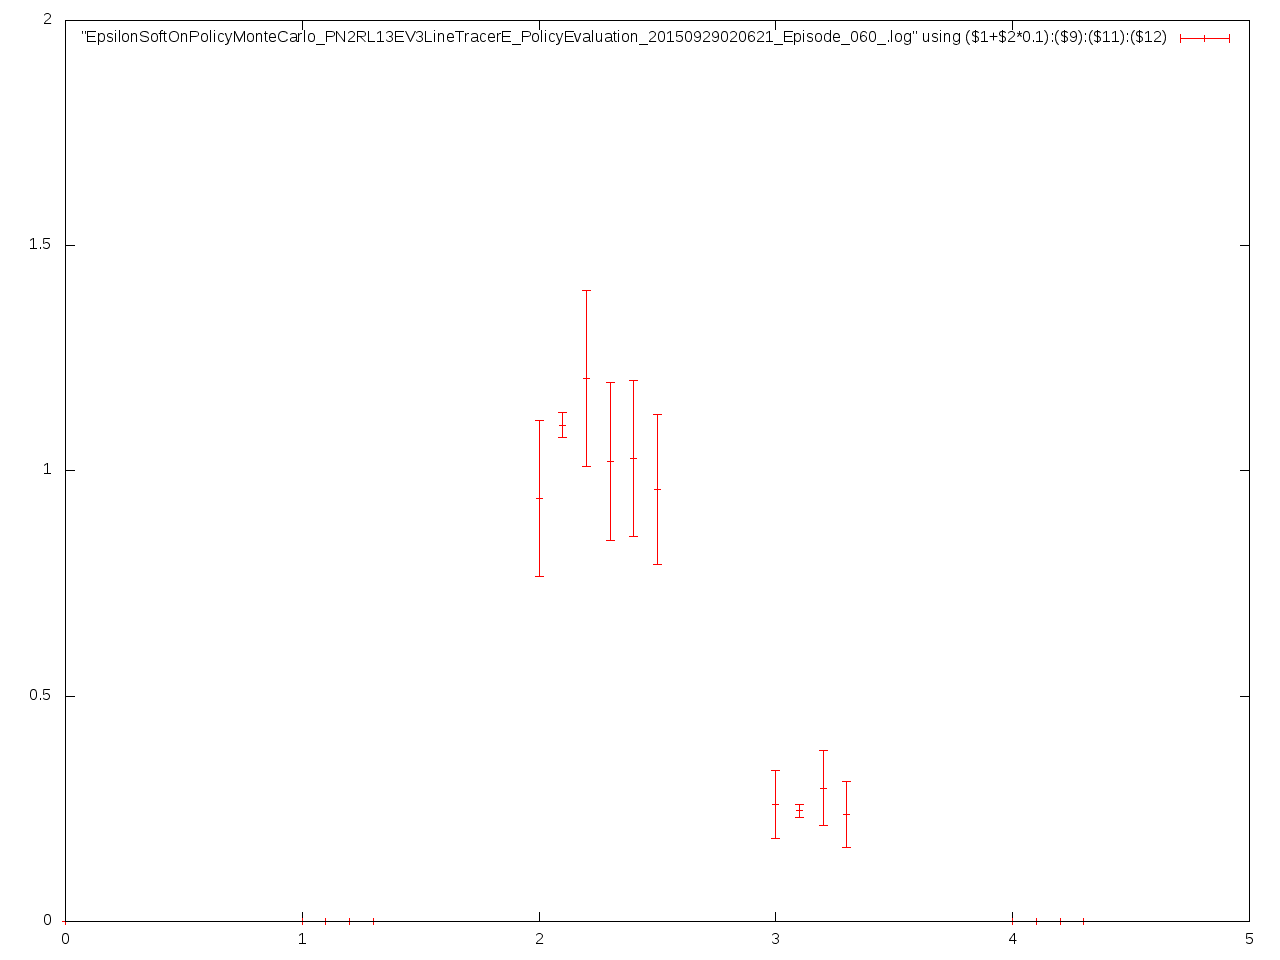 2
"EpsilonSoftOnPolicyMonteCarlo_PN2RL13EV3LineTracerE_PolicyEvaluation_20150929020621_Episode_060_.log" using ($1+$2*0.1):($9):($11):($12)
1.5
1
0.5
0
0 1 2 3 4 5